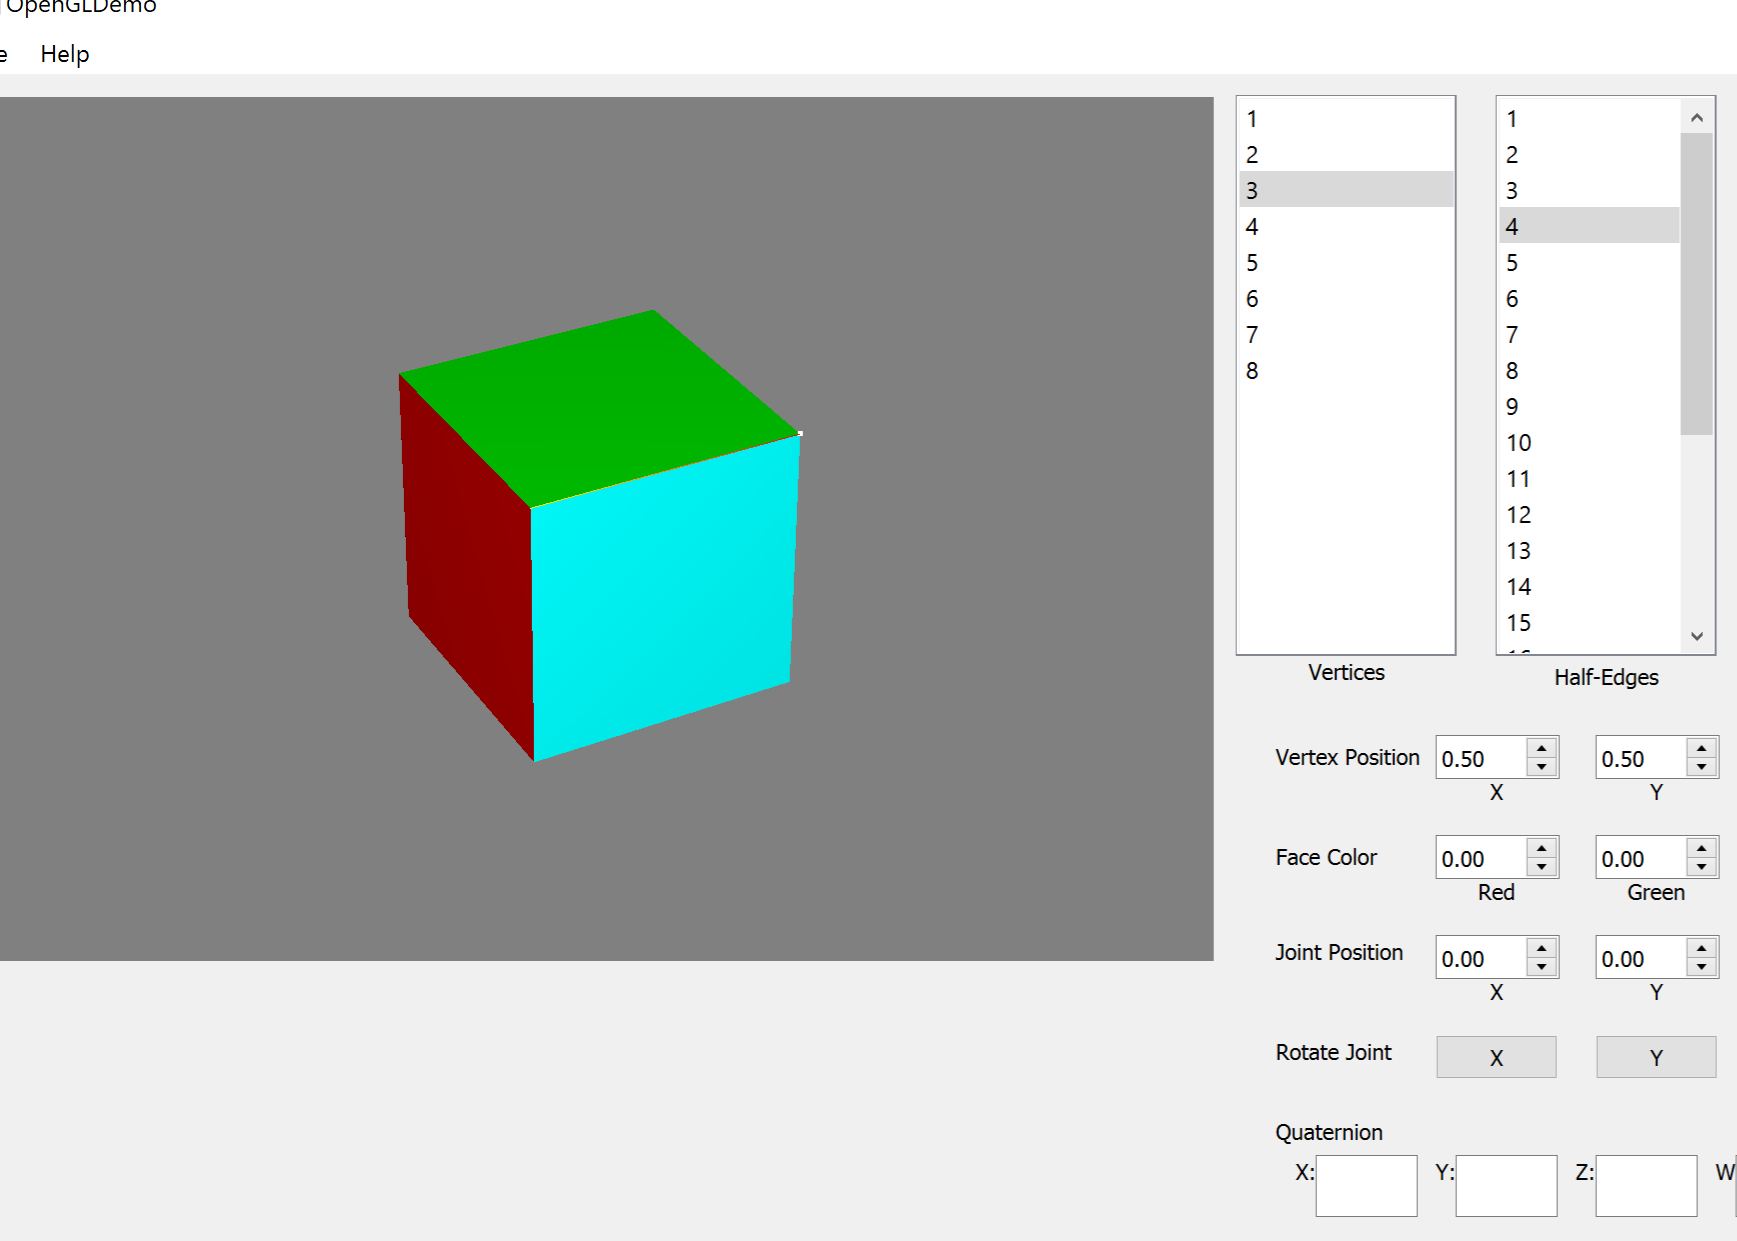 OpenGLDemo
e Help
1
2
3
4
5
6
7
8
Vertices
1
2
3
4
5
6
7
8
9
10
11
12
13
14
15
Half-Edges
Vertex Position 0.50 0.50
X Y
Face Color 0.00 0.00
Red Green
Joint Position 0.00 0.00
X Y
Rotate Joint X Y
Quaternion
X: Y: Z: W